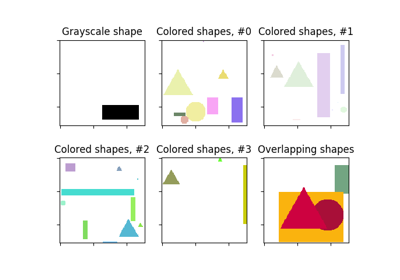 Grayscale shape
Colored shapes, #0
Colored shapes, #1
Colored shapes, #2
Colored shapes, #3
Overlapping shapes